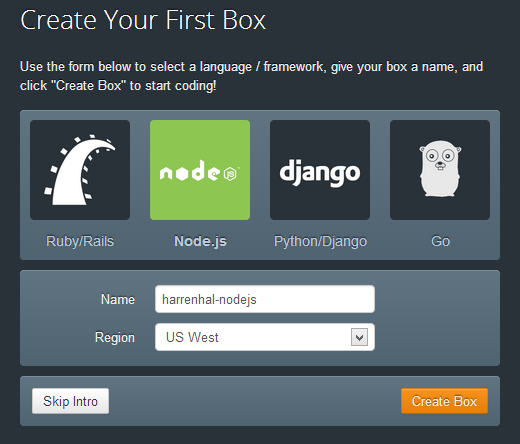 Create Your First Box
Use the form below to select a language / framework, give your box a name, and
click "Create Box" to start coding!
node JS
django
Ruby/Rails
Node.js
Python/Django
Go
Name
harrenhal-nodejs
Region
US West
Skip Intro
Create Box